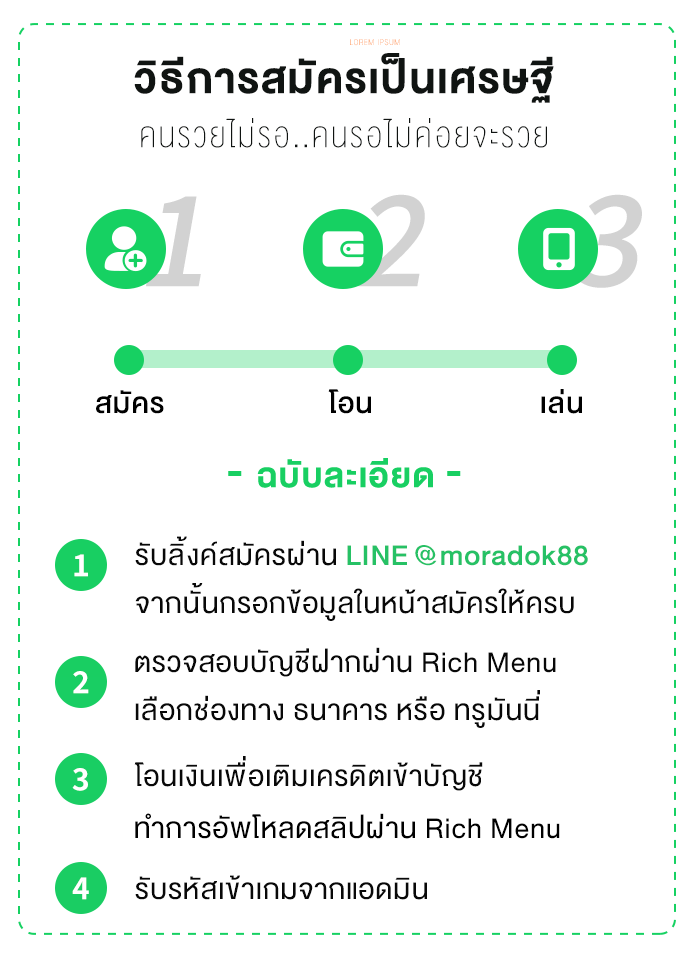 LOREM IPSUM
วิธีการสมัครเป็นเศรษฐี
คนรวยไม่รอ..คนรอไม่ค่อยจะรวย
1 2 3
สมัคร โอน เล่น
- ฉบับละเอียด -
1 รับลิ้งค์สมัครผ่าน LINE @moradok88
จากนั้นกรอกข้อมูลในหน้าสมัครให้ครบ
2 ตรวจสอบบัญชีฝากผ่าน Rich Menu
เลือกช่องทาง ธนาคาร หรือ ทรูมันนี่
3 โอนเงินเพื่อเติมเครดิตเข้าบัญชี
ทำการอัพโหลดสลิปผ่าน Rich Menu
4 รับรหัสเข้าเกมจากแอดมิน